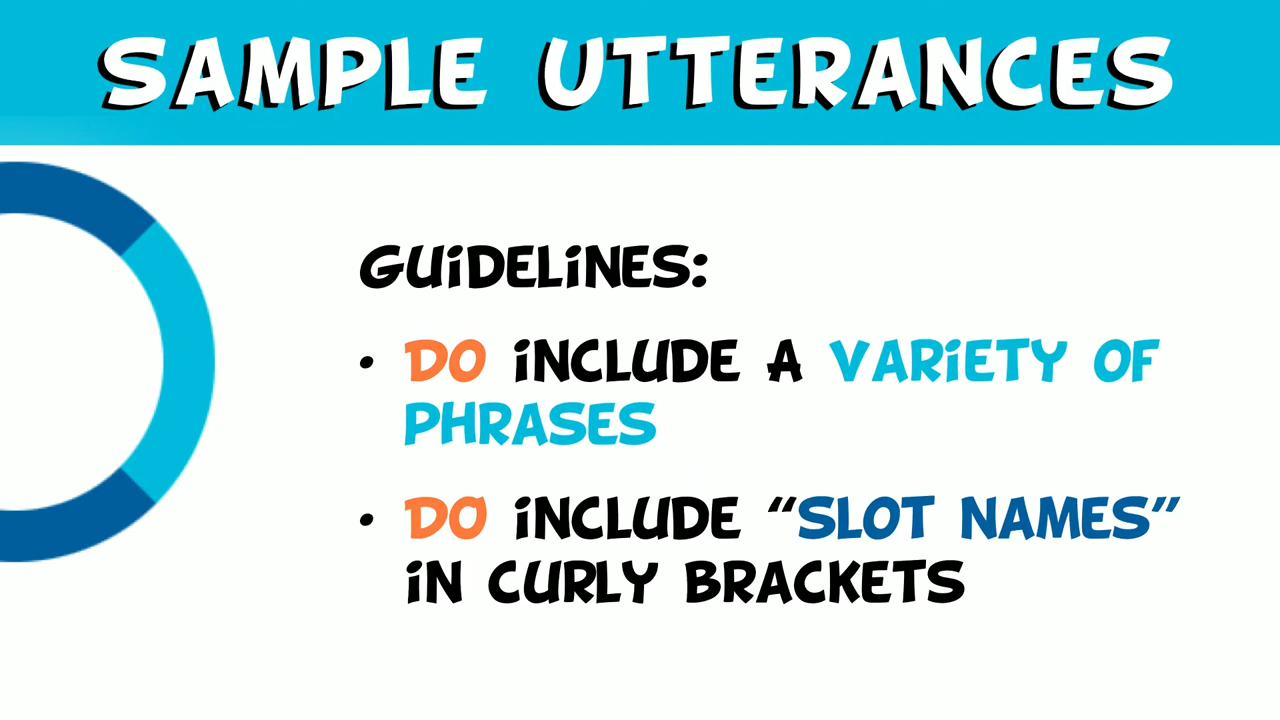 SAMPLE UTTERANCES
GUIDELINES:
• DO INCLUDE A VARIETY OF
PHRASES
• DO INCLUDE “SLOT NAMES”
IN CURLY BRACKETS